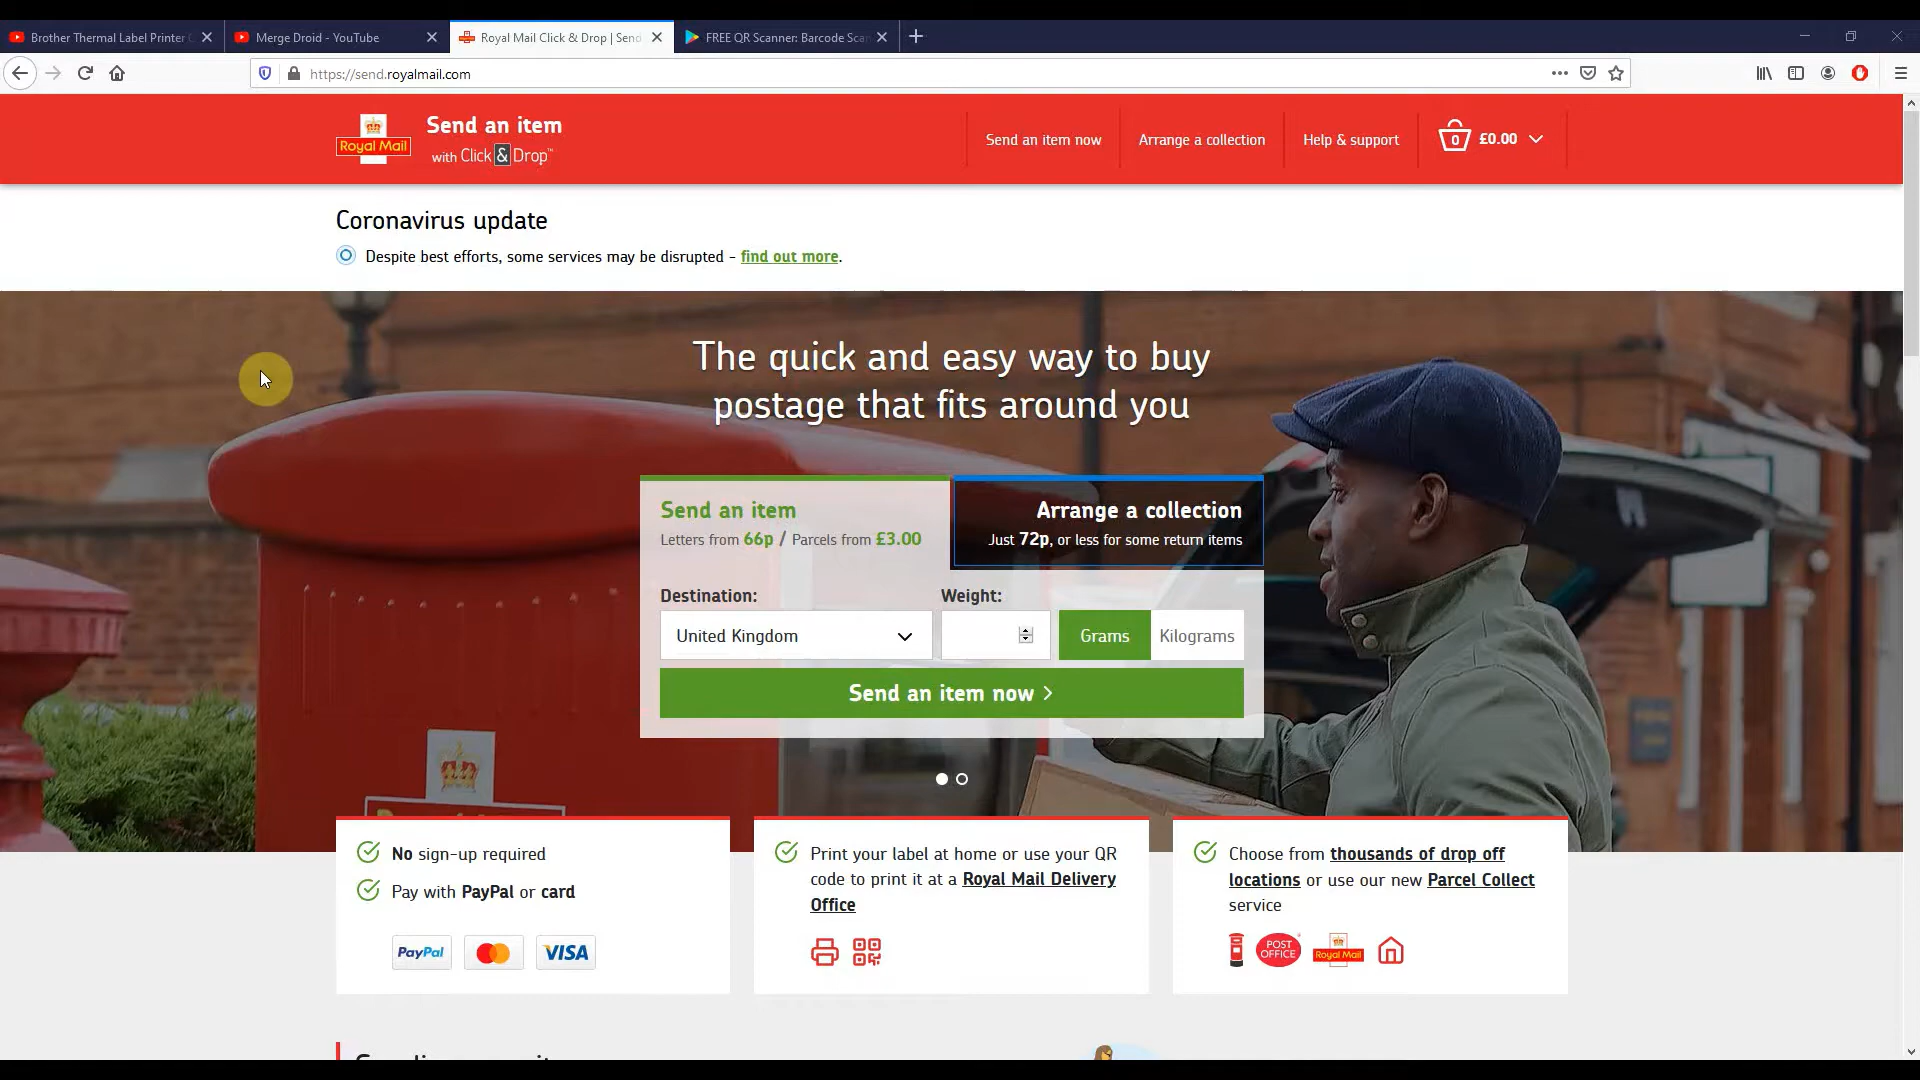 Brother Thermal Label Printer
Merge Droid - YouTube
Royal Mail Click & Drop | Send
FREE QR Scanner: Barcode Scan
https://send.royalmail.com
Royal Mail
Send an item
with Click & Drop™
Send an item now
Arrange a collection
Help & support
0
£0.00
Coronavirus update
Despite best efforts, some services may be disrupted - find out more.
The quick and easy way to buy
postage that fits around you
Send an item
Letters from 66p / Parcels from £3.00
Arrange a collection
Just 72p, or less for some return items
Destination:
Weight:
United Kingdom
Grams
Kilograms
Send an item now >
No sign-up required
Pay with PayPal or card
PayPal
VISA
Print your label at home or use your QR
code to print it at a Royal Mail Delivery
Office
Choose from thousands of drop off
locations or use our new Parcel Collect
service
POST
OFFICE
Royal Mail